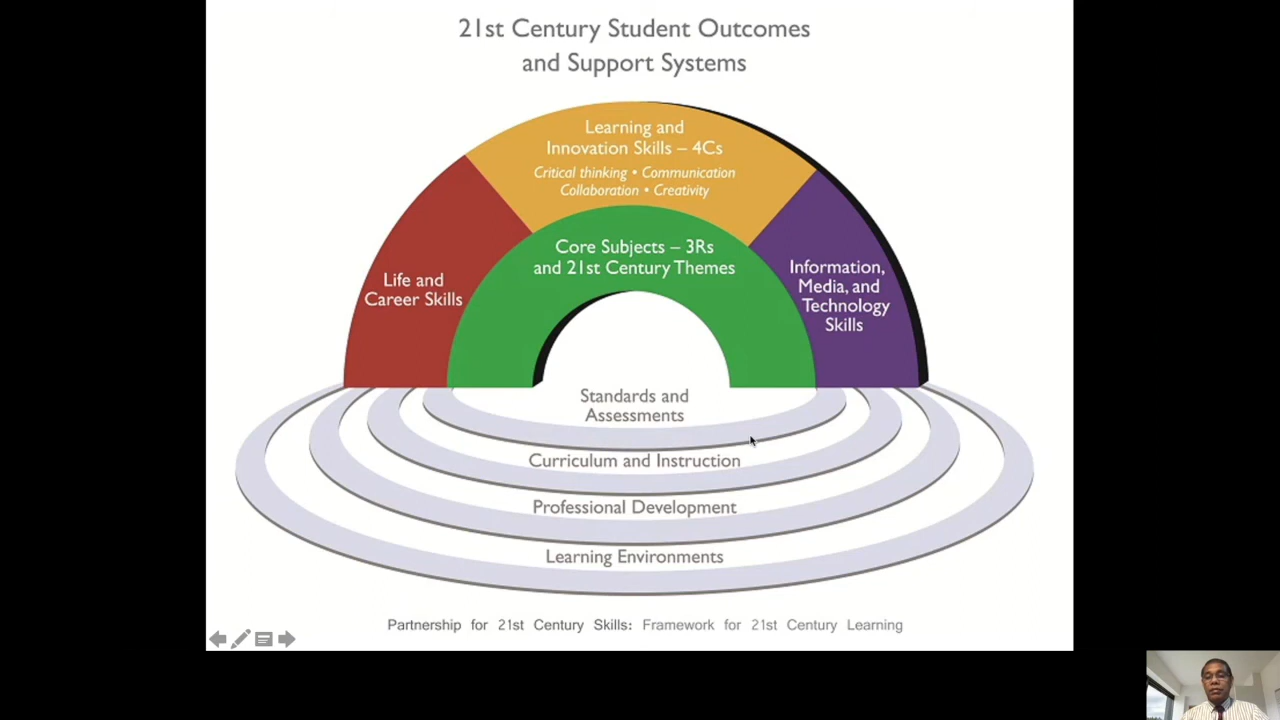 21st Century Student Outcomes
and Support Systems
Learning and
Innovation Skills – 4Cs
Critical thinking • Communication
Collaboration • Creativity
Core Subjects – 3Rs
and 21st Century Themes
Life and
Career Skills
Information,
Media, and
Technology
Skills
Standards and
Assessments
Curriculum and Instruction
Professional Development
Learning Environments
Partnership for 21st Century Skills: Framework for 21st Century Learning